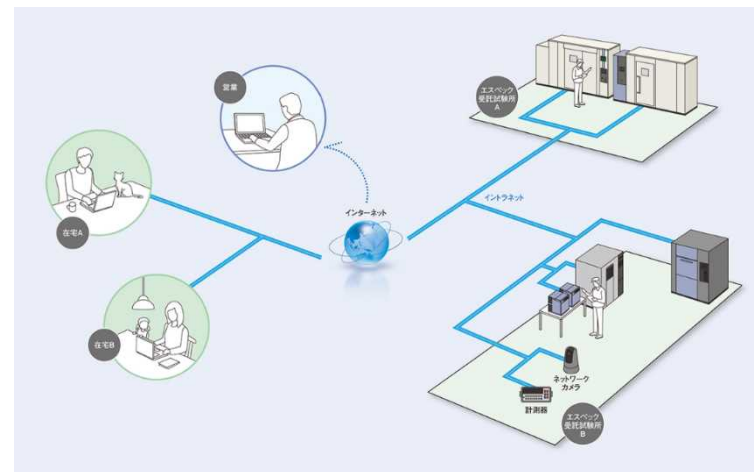 営業
エスペック
受託試験所
A
在宅A
インターネット
イントラネット
在宅B
ネットワーク
カメラ
計測器
エスペック
受託試験所
B